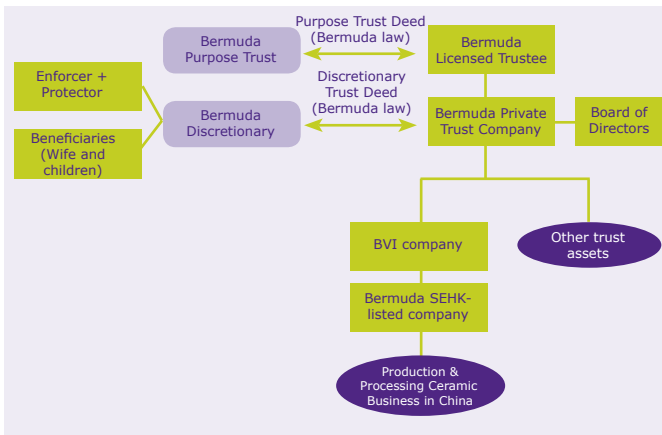 Purpose Trust Deed
(Bermuda law)
Bermuda
Purpose Trust
Bermuda
Licensed Trustee
Enforcer +
Protector
Discretionary
Trust Deed
(Bermuda law)
Bermuda
Discretionary
Bermuda Private
Trust Company
Board of
Directors
Beneficiaries
(Wife and
children)
BVI company
Other trust
assets
Bermuda SEHK-
listed company
Production &
Processing Ceramic
Business in China